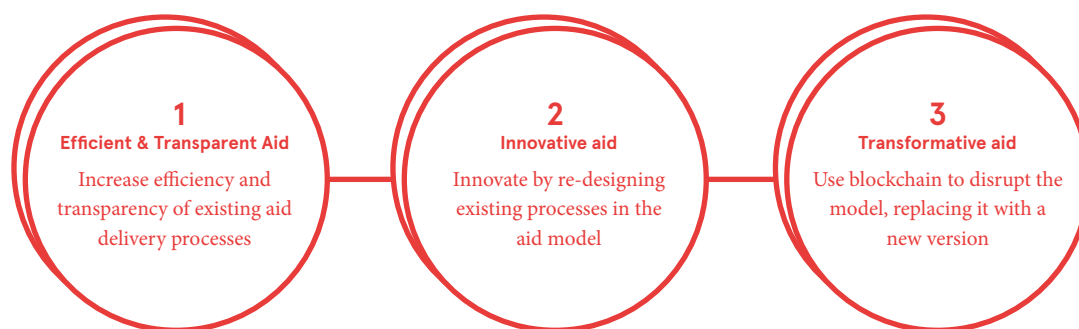 1
Efficient & Transparent Aid
Increase efficiency and
transparency of existing aid
delivery processes
2
Innovative aid
Innovate by re-designing
existing processes in the
aid model
3
Transformative aid
Use blockchain to disrupt the
model, replacing it with a
new version